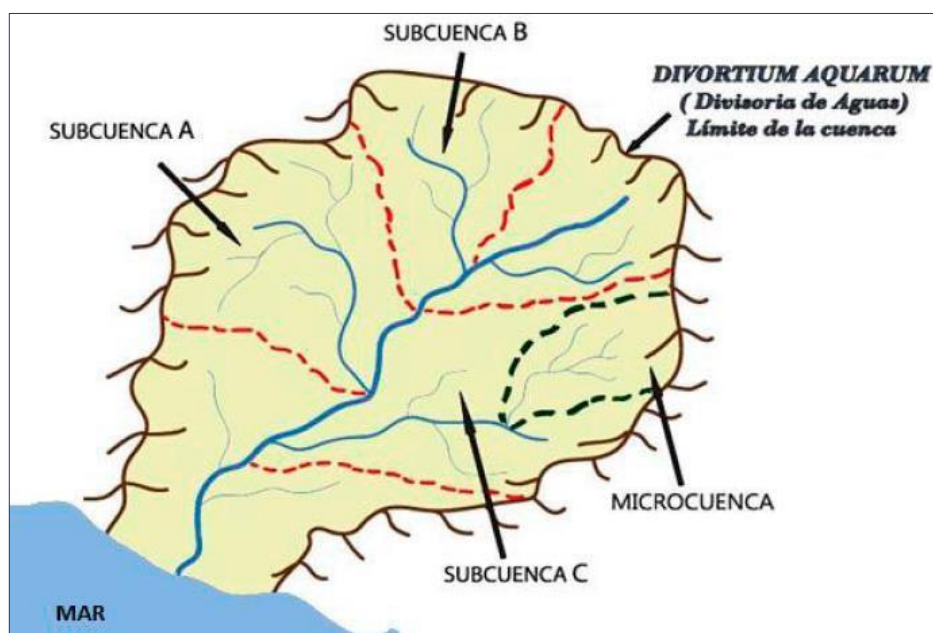 SUBCUENCA B
DIVORTIUM AQUARUM
( Divisoria de Aguas)
Límite de la cuenca
SUBCUENCA A
MICROCUENCA
SUBCUENCA C
MAR